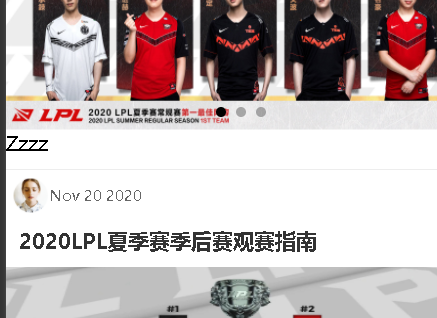 LPL 2020 LPL夏季赛常规赛第一最佳阵容
2020 LPL SUMMER REGULAR SEASON 1ST TEAM
Zzzz
Nov 20 2020
2020LPL夏季赛季后赛观赛指南
#1 #2